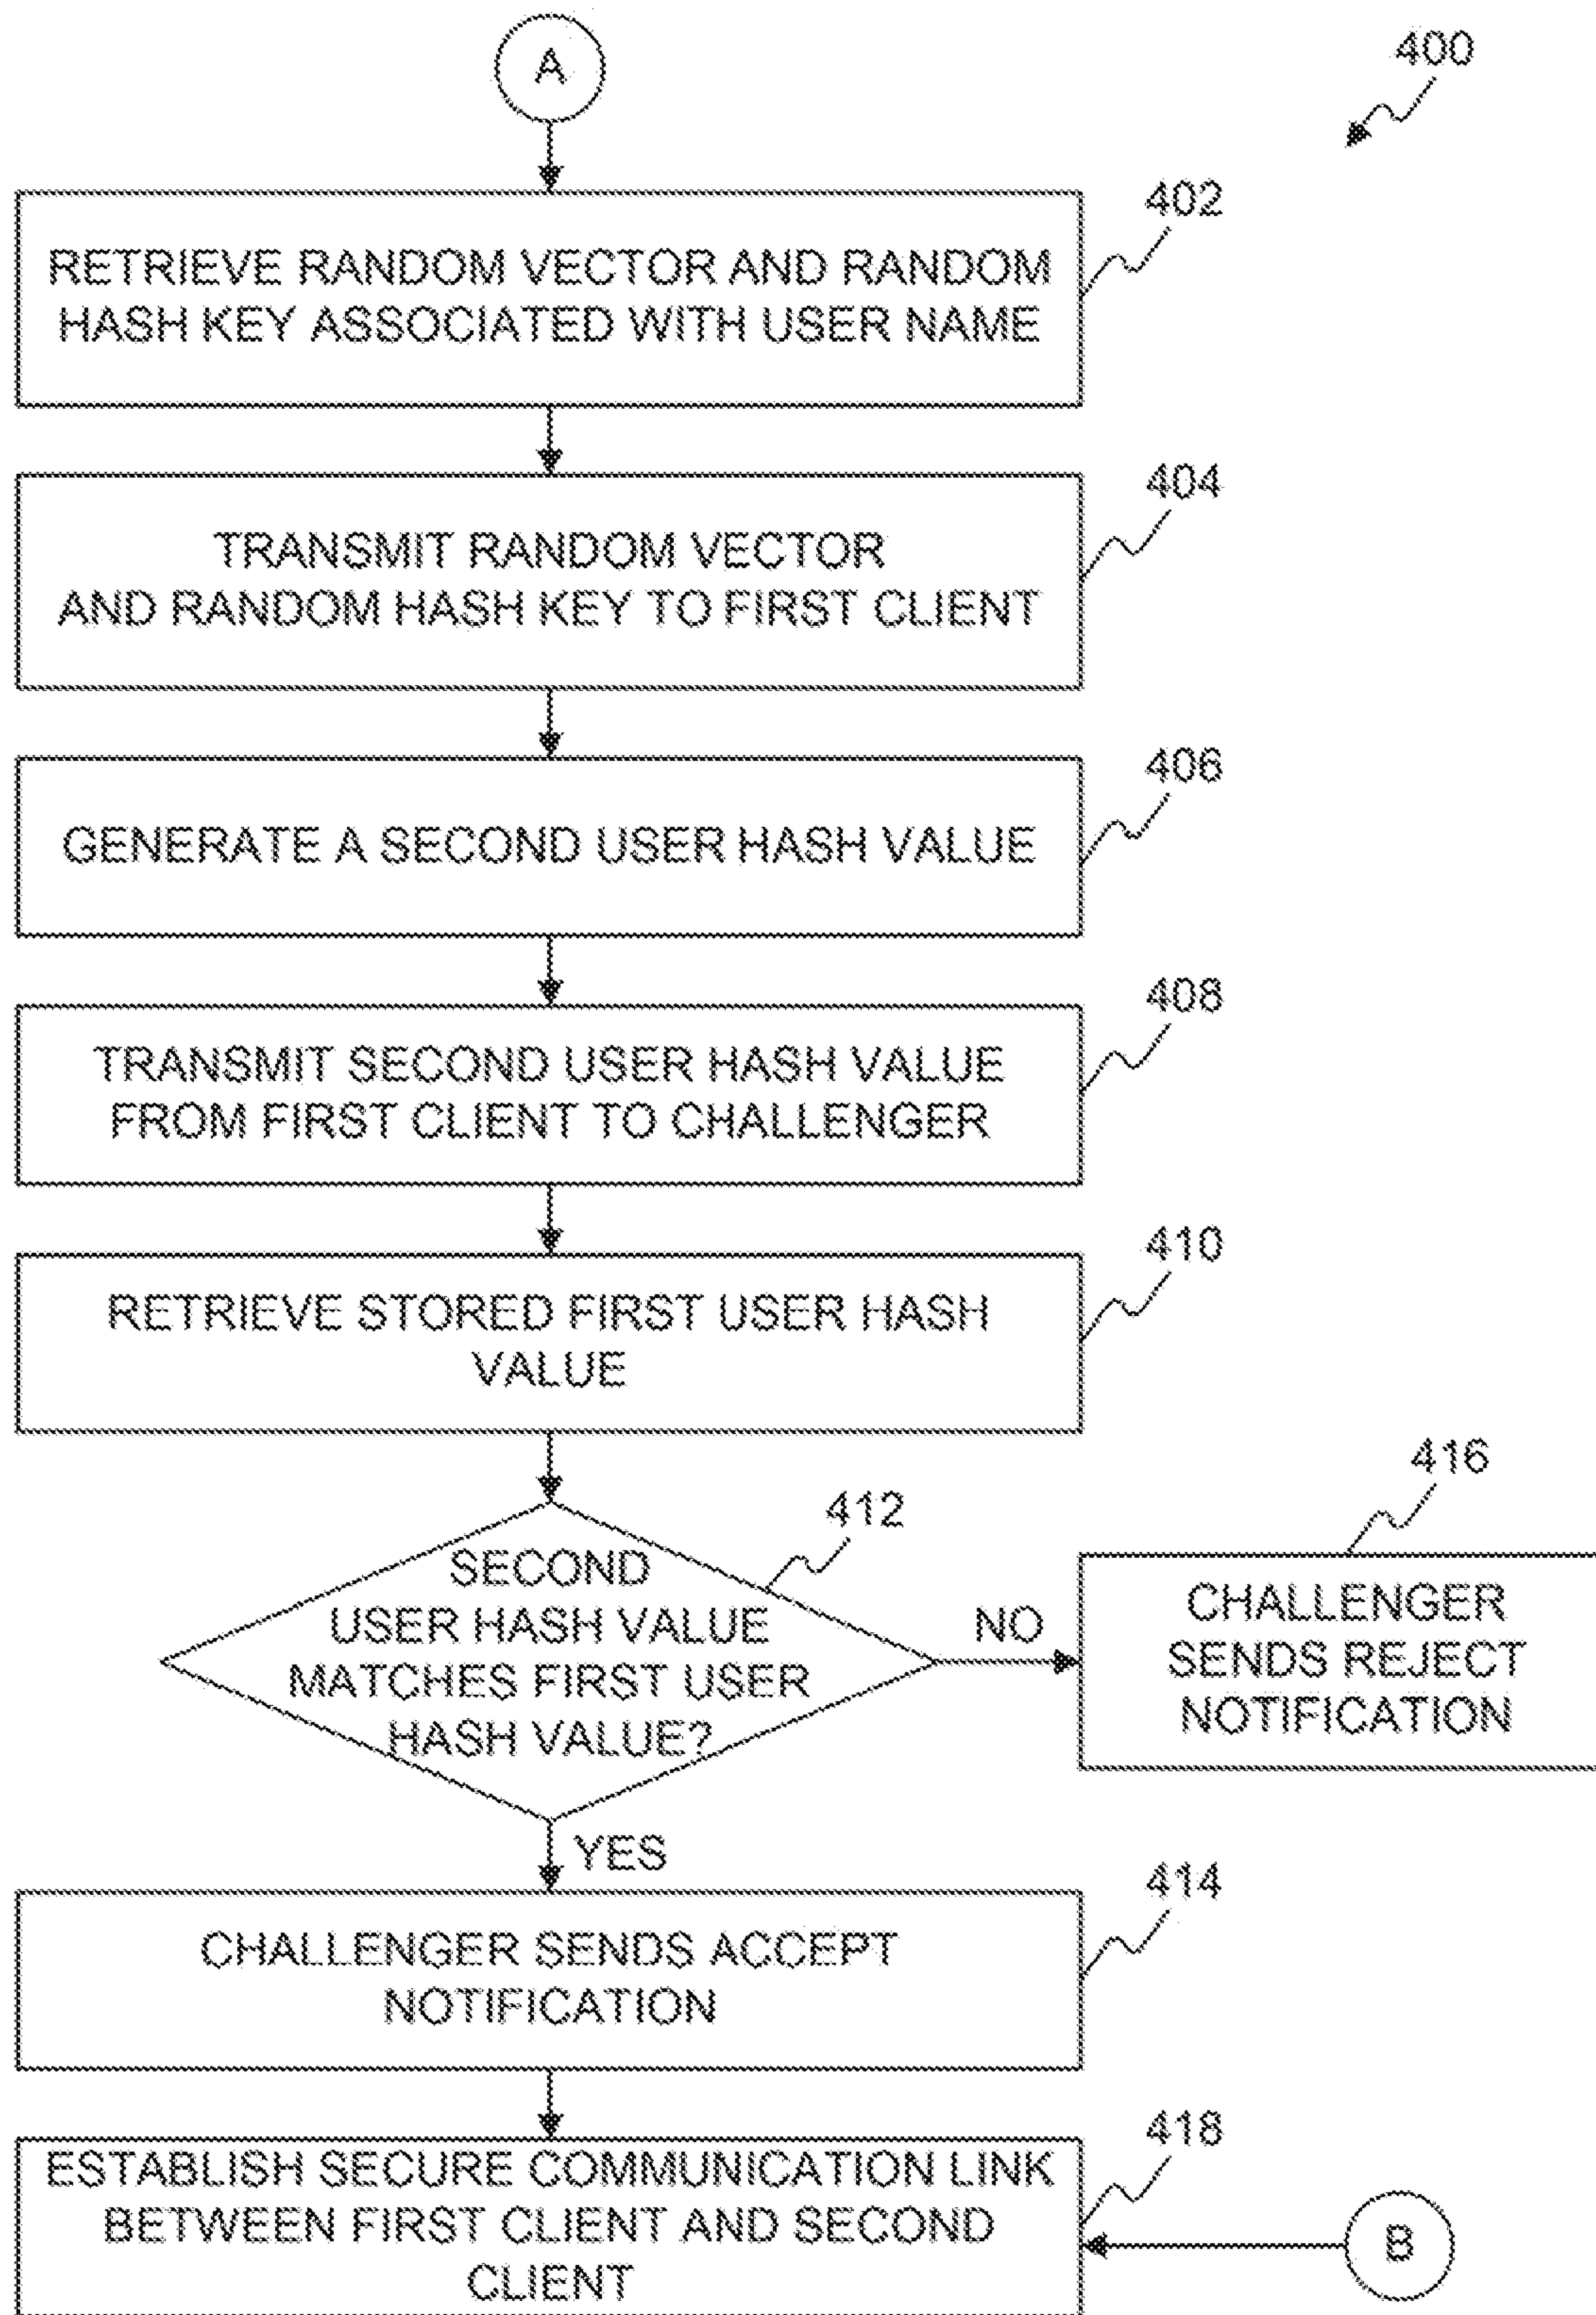 A
400
402
RETRIEVE RANDOM VECTOR AND RANDOM
HASH KEY ASSOCIATED WITH USER NAME
404
TRANSMIT RANDOM VECTOR
AND RANDOM HASH KEY TO FIRST CLIENT
406
GENERATE A SECOND USER HASH VALUE
408
TRANSMIT SECOND USER HASH VALUE
FROM FIRST CLIENT TO CHALLENGER
410
RETRIEVE STORED FIRST USER HASH
VALUE
412
SECOND
USER HASH VALUE
MATCHES FIRST USER
HASH VALUE?
NO
416
CHALLENGER
SENDS REJECT
NOTIFICATION
YES
414
CHALLENGER SENDS ACCEPT
NOTIFICATION
418
ESTABLISH SECURE COMMUNICATION LINK
BETWEEN FIRST CLIENT AND SECOND
CLIENT
B